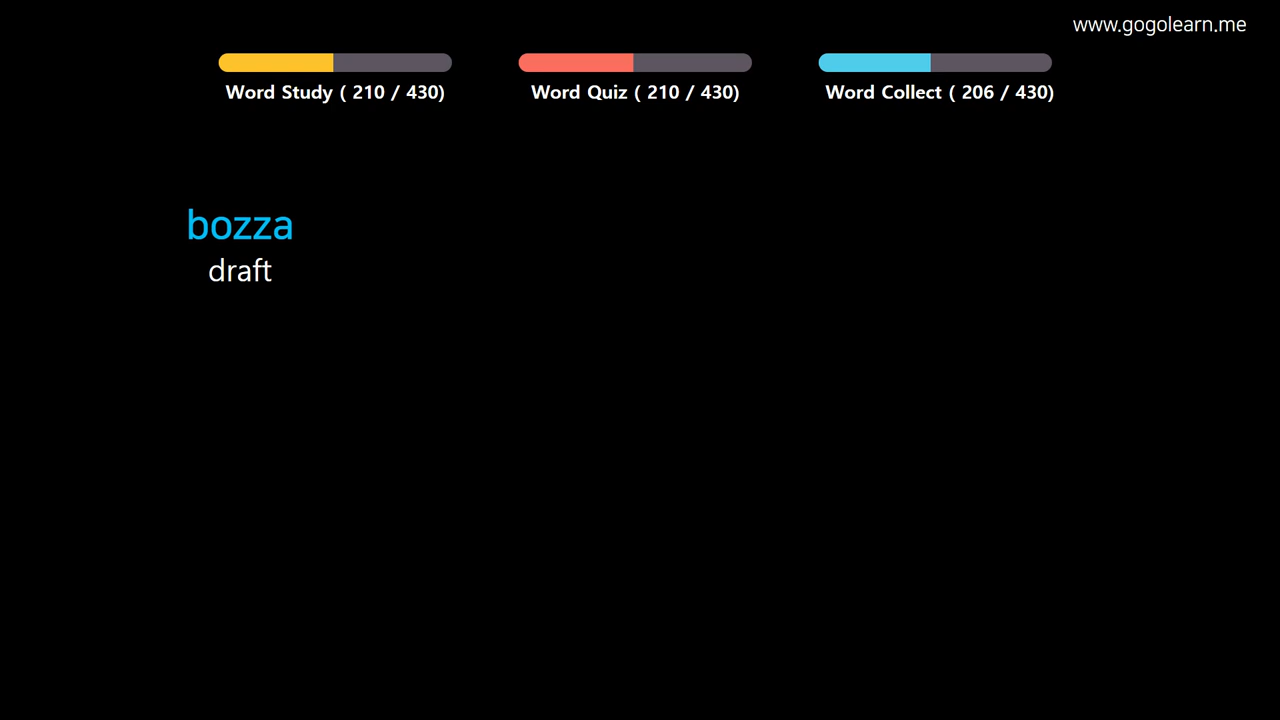 www.gogolearn.me
Word Study ( 210 / 430)
Word Quiz ( 210 / 430)
Word Collect ( 206 / 430)
bozza
draft